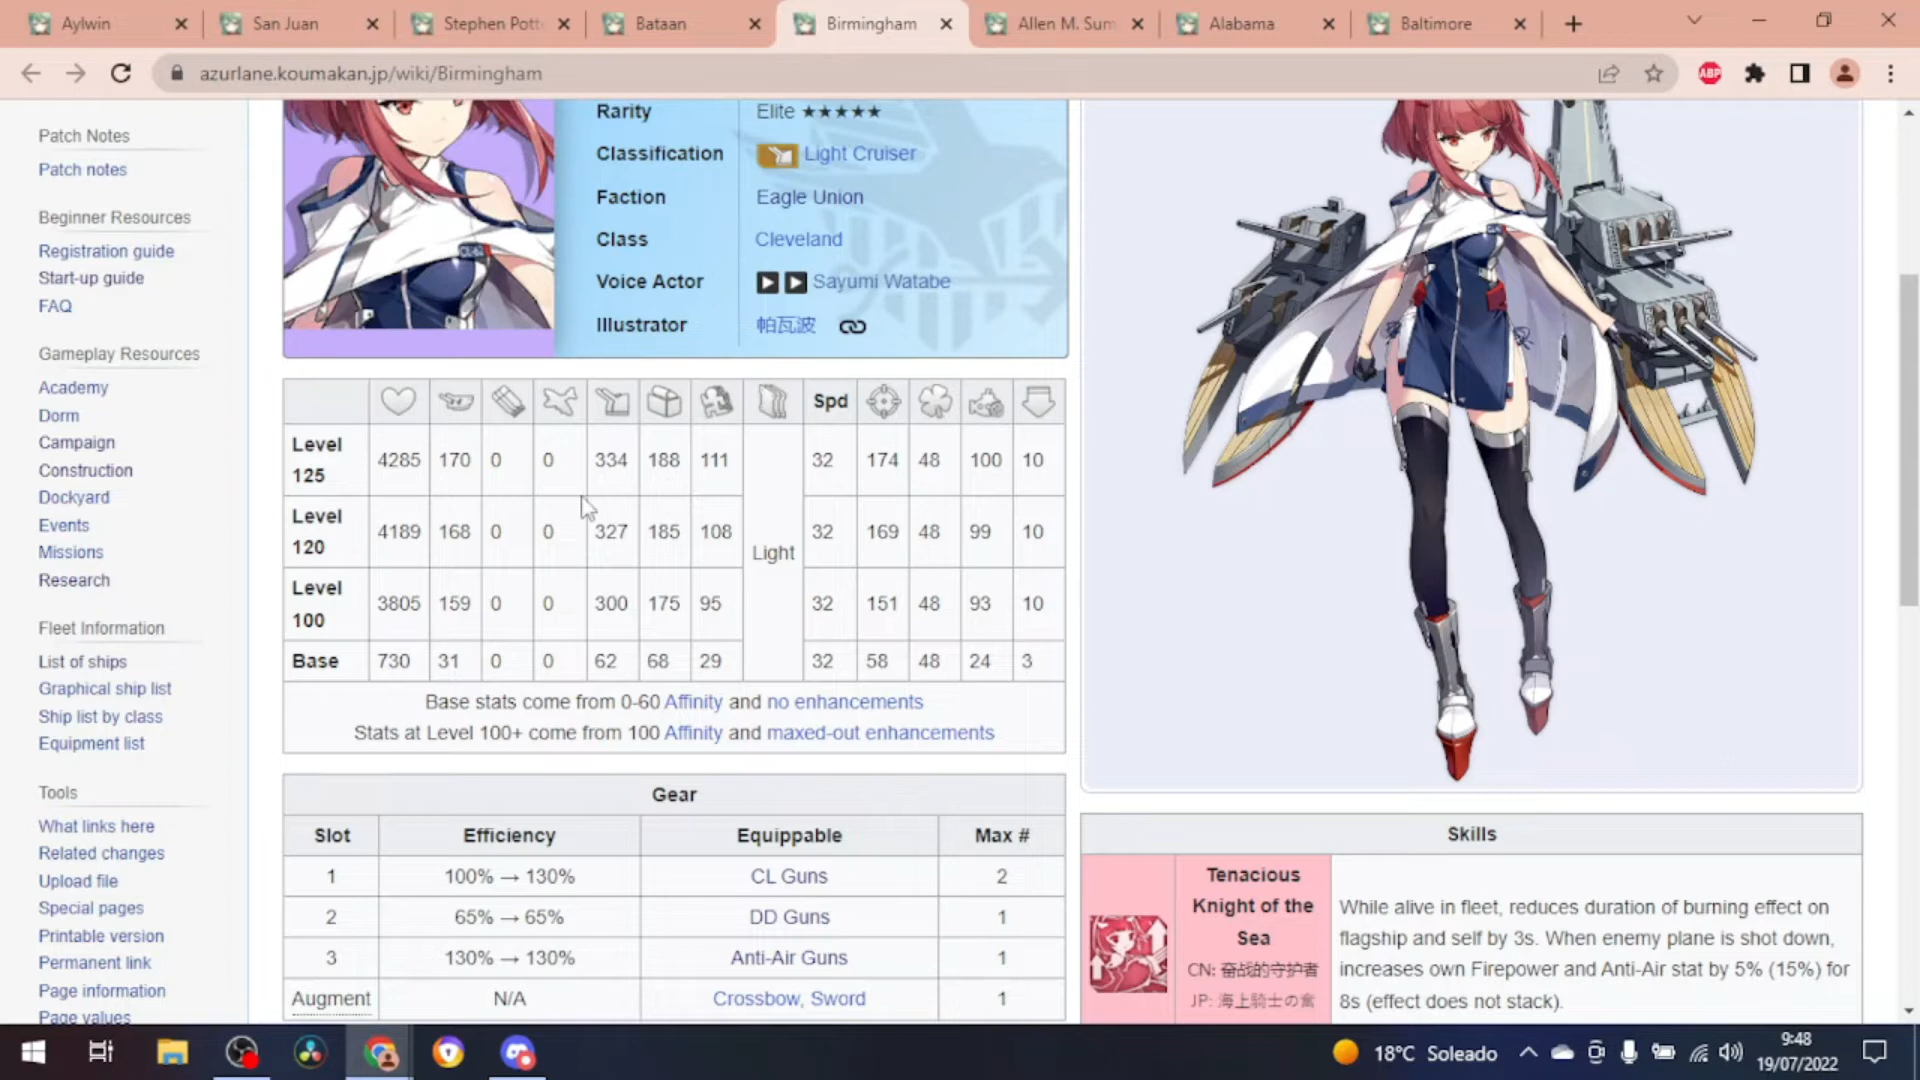 Aylwin
San Juan
Stephen Pott
Bataan
Birmingham
Allen M. Sum
Alabama
Baltimore
azurlane.koumakan.jp/wiki/Birmingham
ABP
Patch Notes
Patch notes
Beginner Resources
Registration guide
Start-up guide
FAQ
Gameplay Resources
Academy
Dorm
Campaign
Construction
Dockyard
Events
Missions
Research
Fleet Information
List of ships
Graphical ship list
Ship list by class
Equipment list
Tools
What links here
Related changes
Upload file
Special pages
Printable version
Permanent link
Page information
Page values
Rarity Elite ★★★★★
Classification Light Cruiser
Faction Eagle Union
Class Cleveland
Voice Actor Sayumi Watabe
Illustrator 帕瓦波
Spd
Level 125 4285 170 0 0 334 188 111 32 174 48 100 10
Level 120 4189 168 0 0 327 185 108 Light 32 169 48 99 10
Level 100 3805 159 0 0 300 175 95 32 151 48 93 10
Base 730 31 0 0 62 68 29 32 58 48 24 3
Base stats come from 0-60 Affinity and no enhancements
Stats at Level 100+ come from 100 Affinity and maxed-out enhancements
Gear
Slot Efficiency Equippable Max #
1 100% → 130% CL Guns 2
2 65% → 65% DD Guns 1
3 130% → 130% Anti-Air Guns 1
Augment N/A Crossbow, Sword 1
Skills
Tenacious
Knight of the
Sea
CN: 奋战的守护者
JP: 海上騎士の奮
While alive in fleet, reduces duration of burning effect on
flagship and self by 3s. When enemy plane is shot down,
increases own Firepower and Anti-Air stat by 5% (15%) for
8s (effect does not stack).
18°C Soleado
9:48
19/07/2022